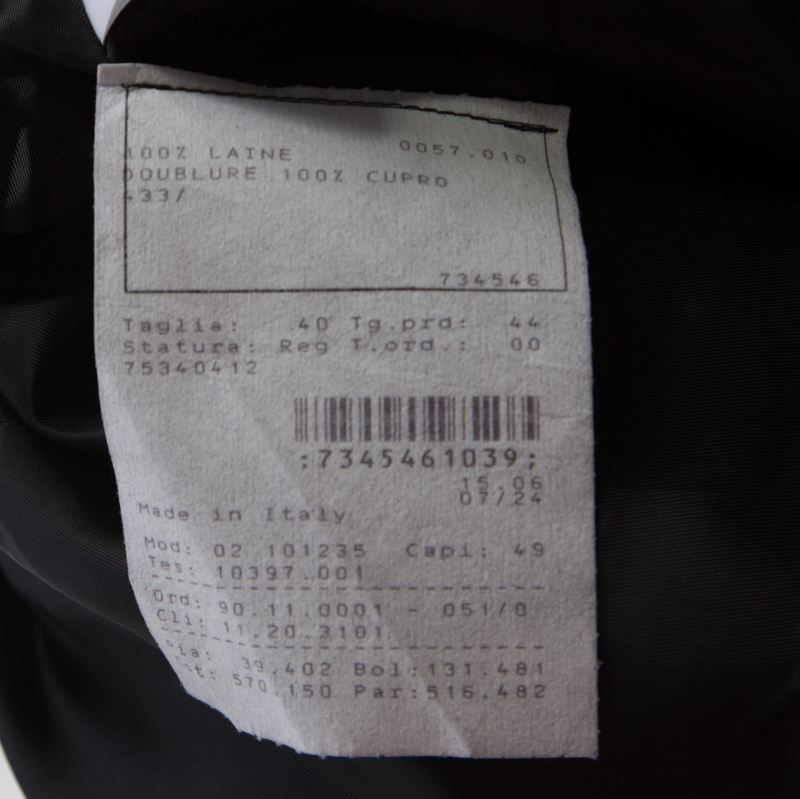 100% LAINE 0057.010
DOUBLURE 100% CUPRO
433/
734546
Taglia: 40 Tg.prd: 44
Statura: Reg T.ord.: 00
75340412
:7345461039;
15.06
07/24
Made in Italy
Mod: 02 101235 Capi: 49
Tes: 10397.001
Ord: 90.11.0001 - 051/0
Cli: 11.20.3101
39.402 Bol:131.481
570.150 Par:516.482